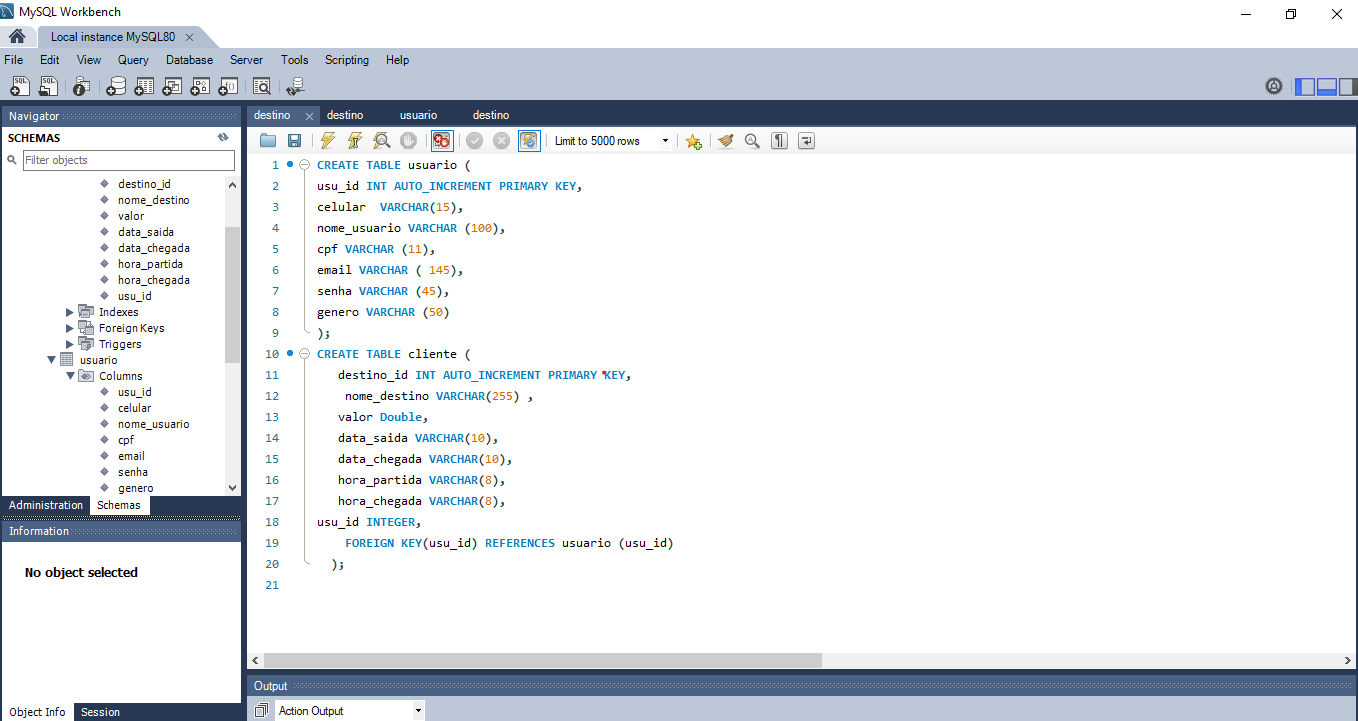 MySQL Workbench
Local instance MySQL80
File Edit View Query Database Server Tools Scripting Help
Navigator
SCHEMAS
Filter objects
destino_id
nome_destino
valor
data_saida
data_chegada
hora_partida
hora_chegada
usu_id
Indexes
Foreign Keys
Triggers
usuario
Columns
usu_id
celular
nome_usuario
cpf
email
senha
genero
Administration Schemas
Information
No object selected
Object Info Session
destino destino usuario destino
Limit to 5000 rows
1 CREATE TABLE usuario (
2 usu_id INT AUTO_INCREMENT PRIMARY KEY,
3 celular  VARCHAR(15),
4 nome_usuario VARCHAR (100),
5 cpf VARCHAR (11),
6 email VARCHAR ( 145),
7 senha VARCHAR (45),
8 genero VARCHAR (50)
9 );
10 CREATE TABLE cliente (
11 destino_id INT AUTO_INCREMENT PRIMARY KEY,
12 nome_destino VARCHAR(255) ,
13 valor Double,
14 data_saida VARCHAR(10),
15 data_chegada VARCHAR(10),
16 hora_partida VARCHAR(8),
17 hora_chegada VARCHAR(8),
18 usu_id INTEGER,
19 FOREIGN KEY(usu_id) REFERENCES usuario (usu_id)
20 );
21
Output
Action Output